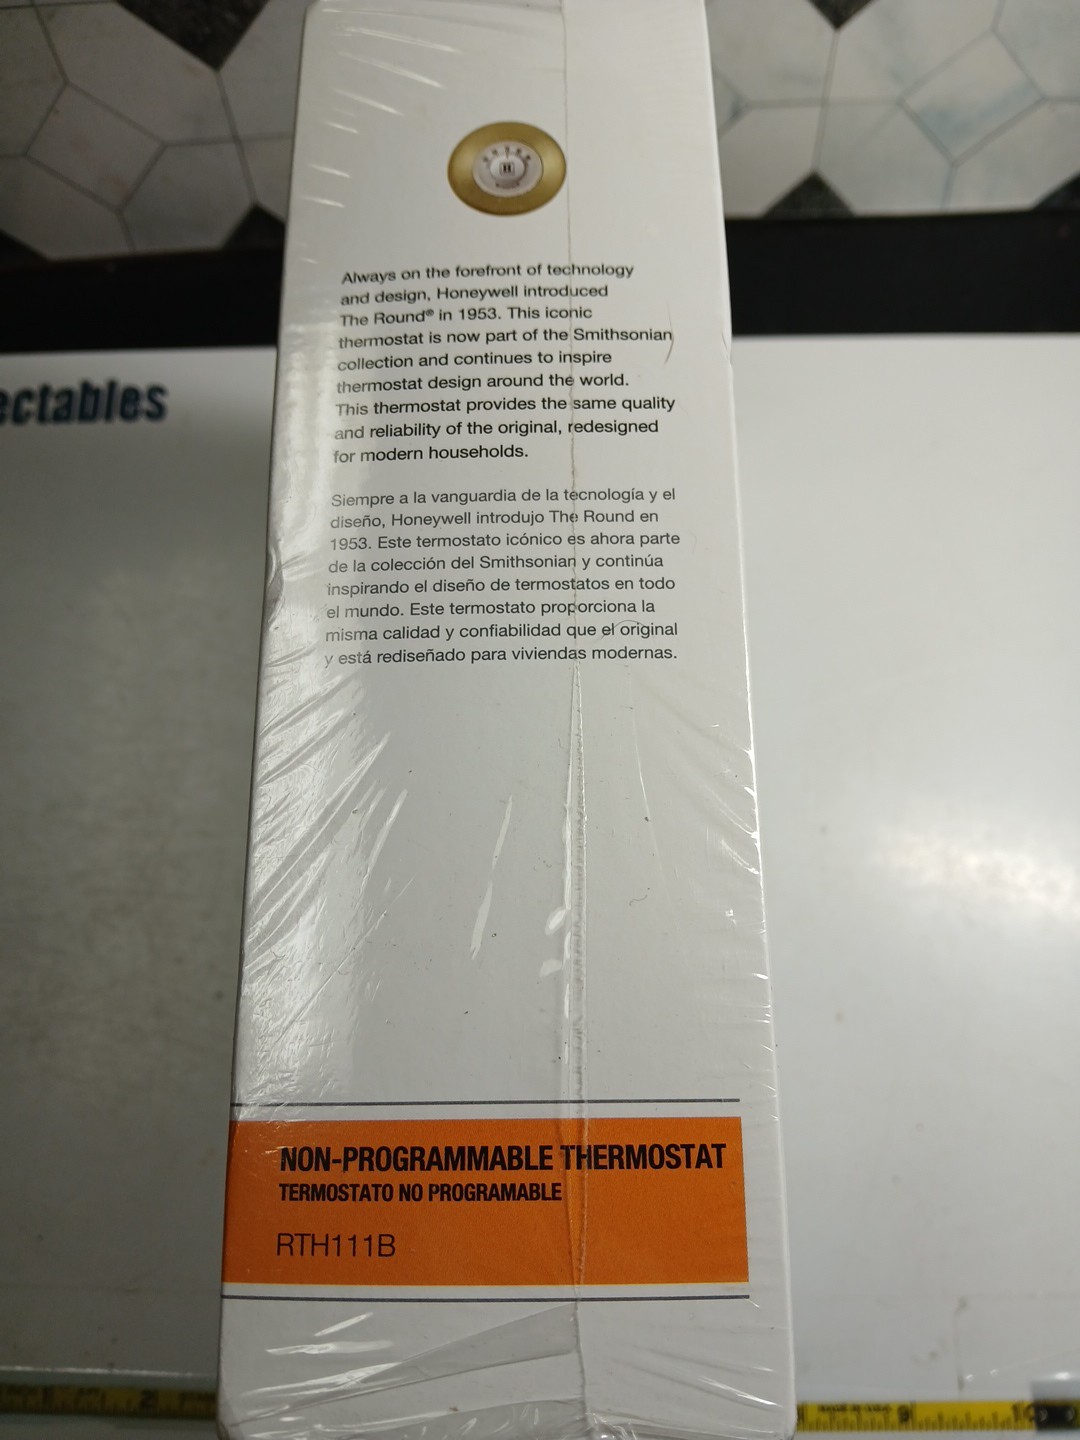 Always on the forefront of technology
and design, Honeywell introduced
The Round® in 1953. This iconic
thermostat is now part of the Smithsonian
collection and continues to inspire
thermostat design around the world.
This thermostat provides the same quality
and reliability of the original, redesigned
for modern households.
Siempre a la vanguardia de la tecnología y el
diseño, Honeywell introdujo The Round en
1953. Este termostato icónico es ahora parte
de la colección del Smithsonian y continúa
inspirando el diseño de termostatos en todo
el mundo. Este termostato proporciona la
misma calidad y confiabilidad que el original
y está rediseñado para viviendas modernas.
ectables
NON-PROGRAMMABLE THERMOSTAT
TERMOSTATO NO PROGRAMABLE
RTH111B
2 9 10